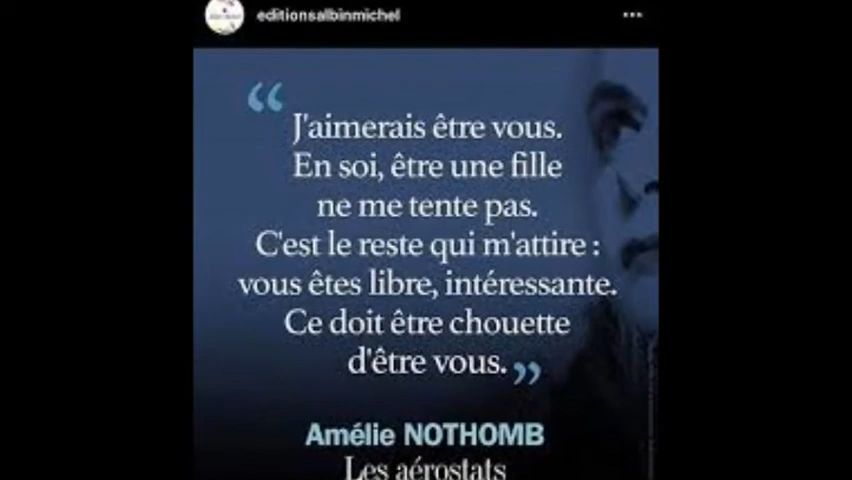 editionsalbinmichel
“
J'aimerais être vous.
En soi, être une fille
ne me tente pas.
C'est le reste qui m'attire :
vous êtes libre, intéressante.
Ce doit être chouette
d'être vous. ”
Amélie NOTHOMB
Les aérostats